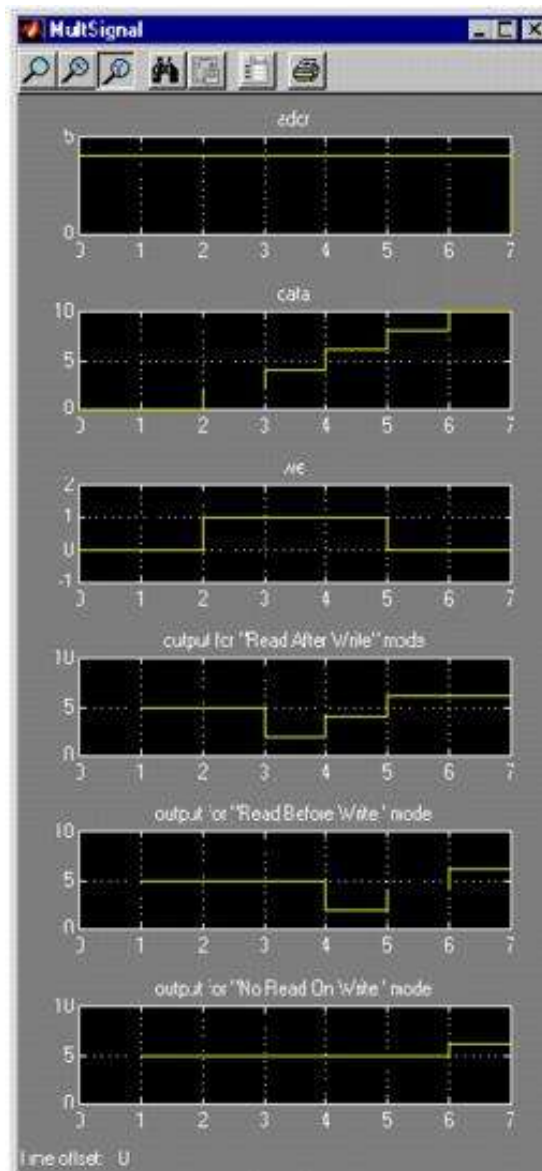 MultSignal
addr
5
0
0 1 2 3 4 5 6 7
data
10
5
0
0 1 2 3 4 5 6 7
we
2
1
0
-1
0 1 2 3 4 5 6 7
output for "Read After Write" mode
10
5
0
0 1 2 3 4 5 6 7
output for "Read Before Write" mode
10
5
0
0 1 2 3 4 5 6 7
output for "No Read On Write" mode
10
5
0
0 1 2 3 4 5 6 7
Time offset: 0